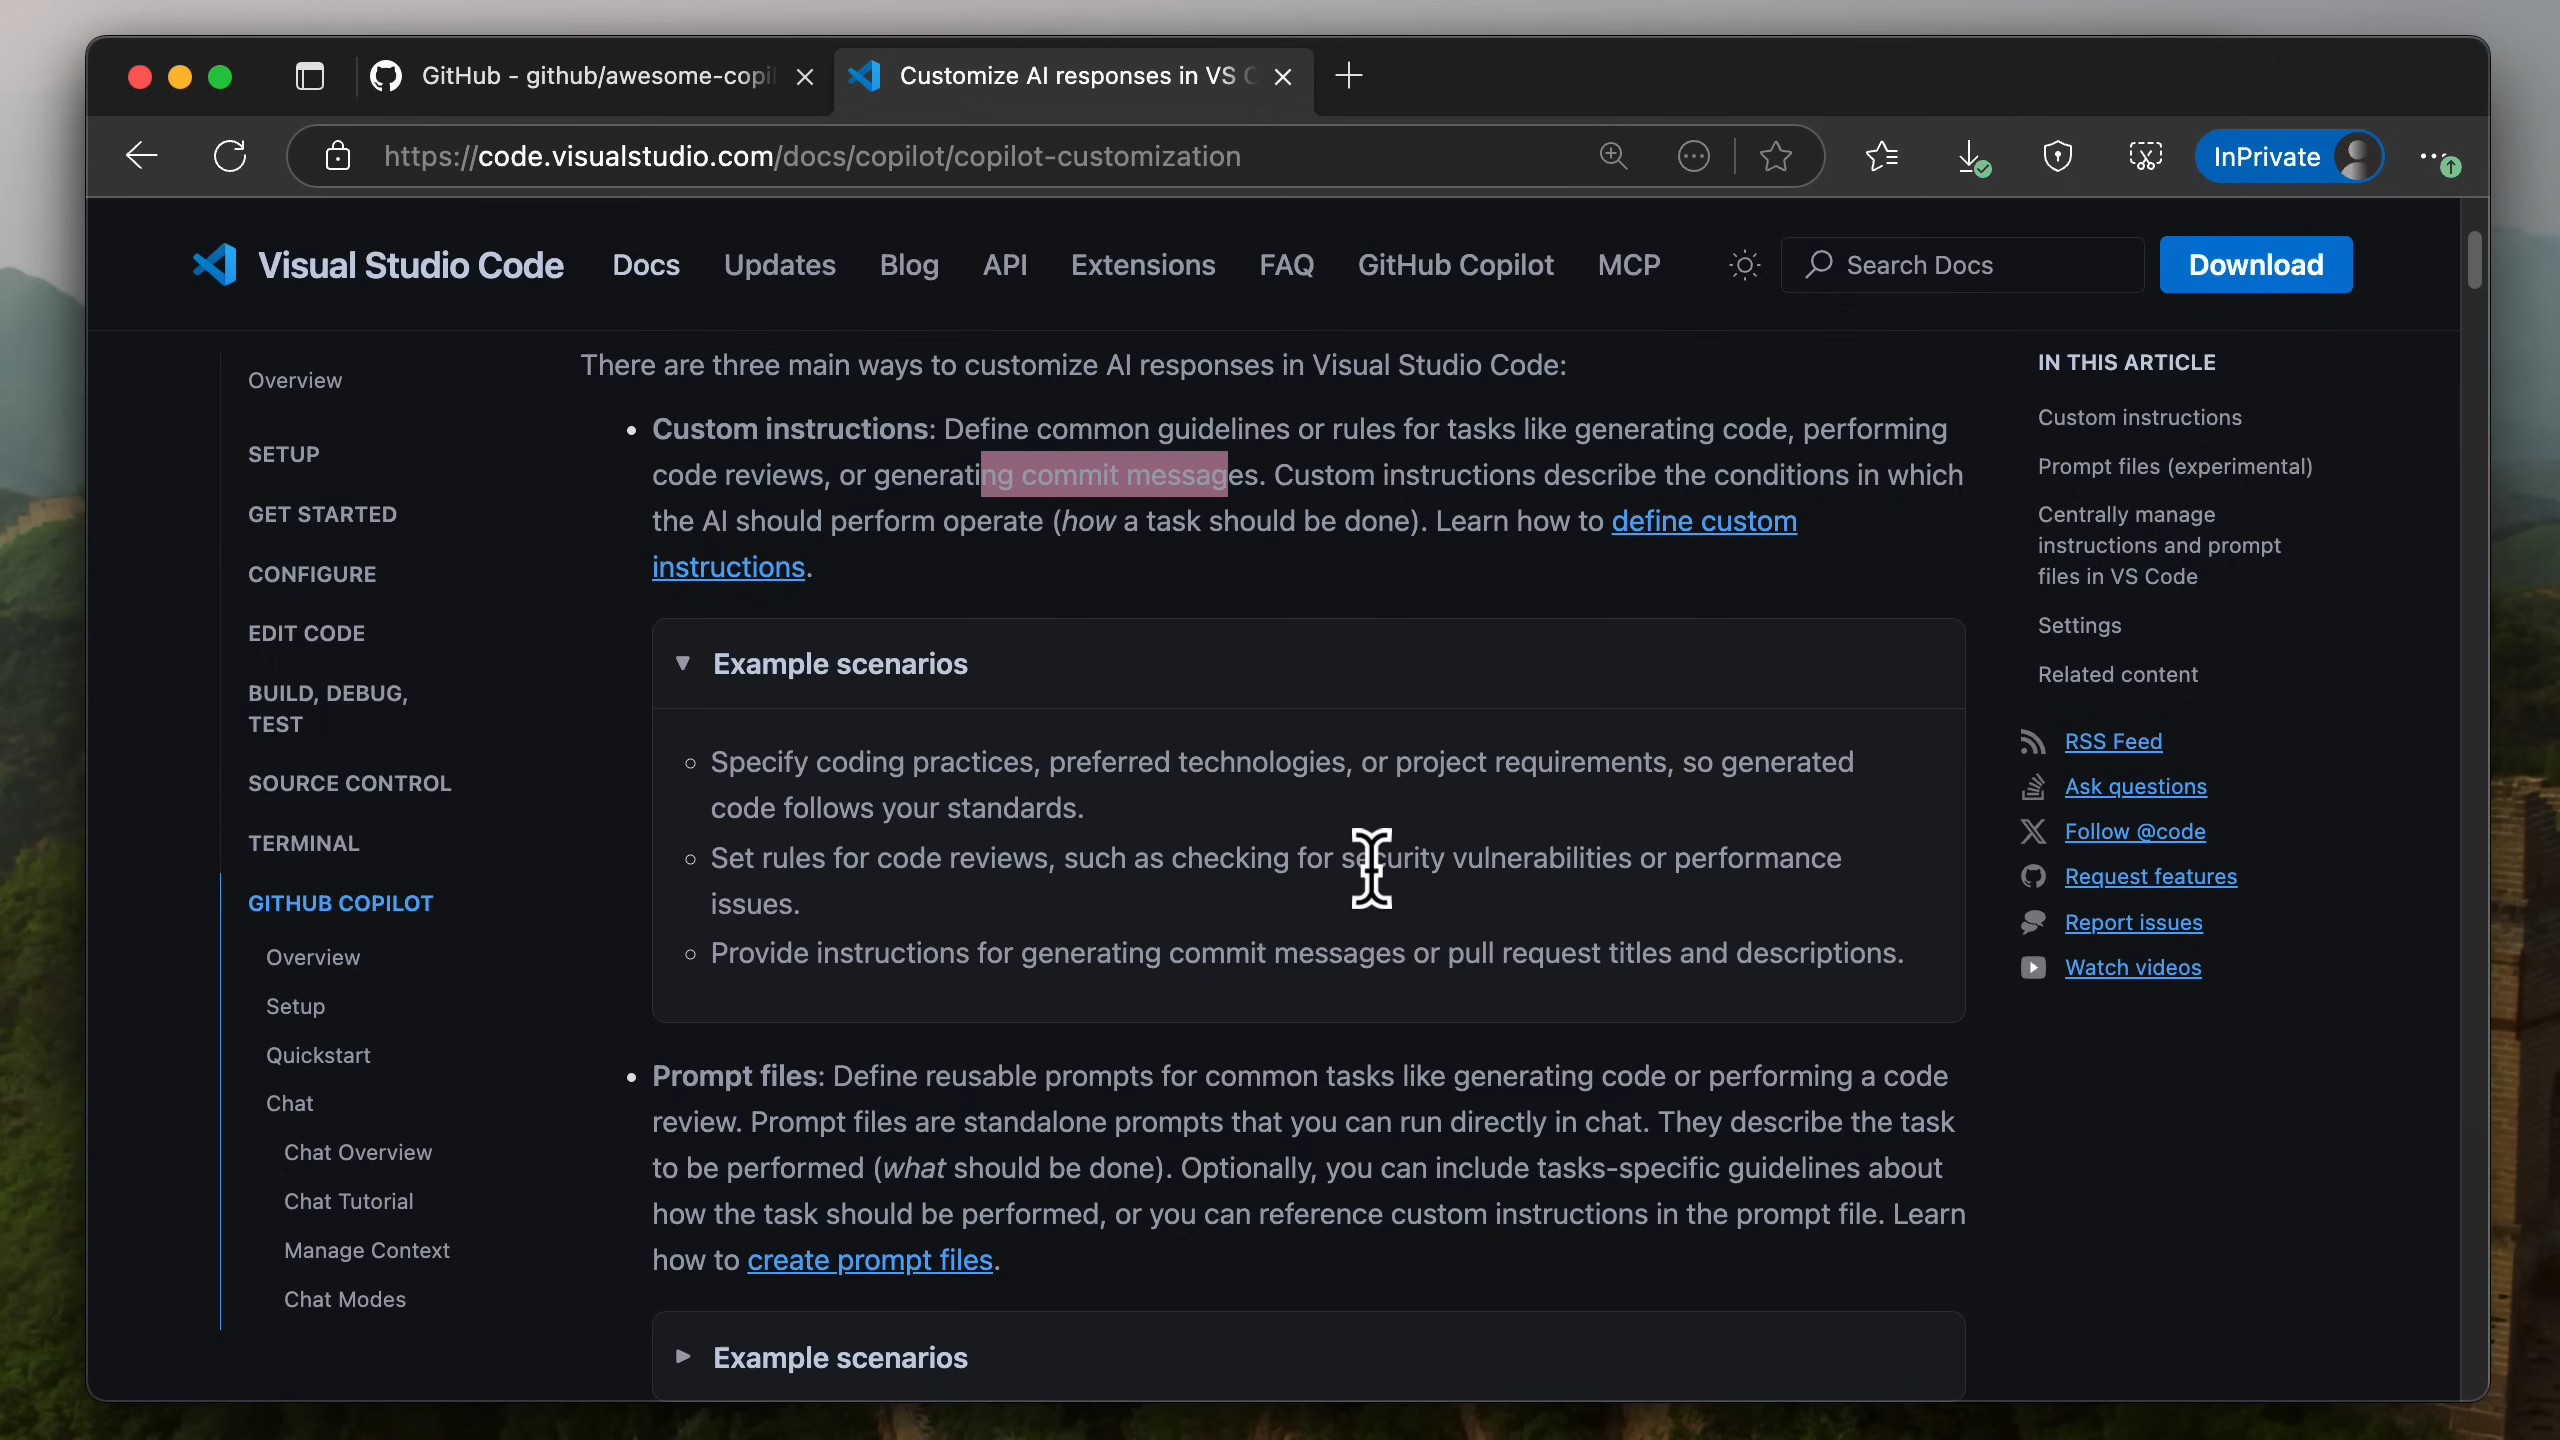 GitHub - github/awesome-copil
Customize AI responses in VS C
https://code.visualstudio.com/docs/copilot/copilot-customization
InPrivate
Visual Studio Code
Docs
Updates
Blog
API
Extensions
FAQ
GitHub Copilot
MCP
Search Docs
Download
Overview
SETUP
GET STARTED
CONFIGURE
EDIT CODE
BUILD, DEBUG,
TEST
SOURCE CONTROL
TERMINAL
GITHUB COPILOT
Overview
Setup
Quickstart
Chat
Chat Overview
Chat Tutorial
Manage Context
Chat Modes
There are three main ways to customize AI responses in Visual Studio Code:
• Custom instructions: Define common guidelines or rules for tasks like generating code, performing
code reviews, or generating commit messages. Custom instructions describe the conditions in which
the AI should perform operate (how a task should be done). Learn how to define custom
instructions.
Example scenarios
Specify coding practices, preferred technologies, or project requirements, so generated
code follows your standards.
Set rules for code reviews, such as checking for security vulnerabilities or performance
issues.
Provide instructions for generating commit messages or pull request titles and descriptions.
• Prompt files: Define reusable prompts for common tasks like generating code or performing a code
review. Prompt files are standalone prompts that you can run directly in chat. They describe the task
to be performed (what should be done). Optionally, you can include tasks-specific guidelines about
how the task should be performed, or you can reference custom instructions in the prompt file. Learn
how to create prompt files.
Example scenarios
IN THIS ARTICLE
Custom instructions
Prompt files (experimental)
Centrally manage
instructions and prompt
files in VS Code
Settings
Related content
RSS Feed
Ask questions
Follow @code
Request features
Report issues
Watch videos